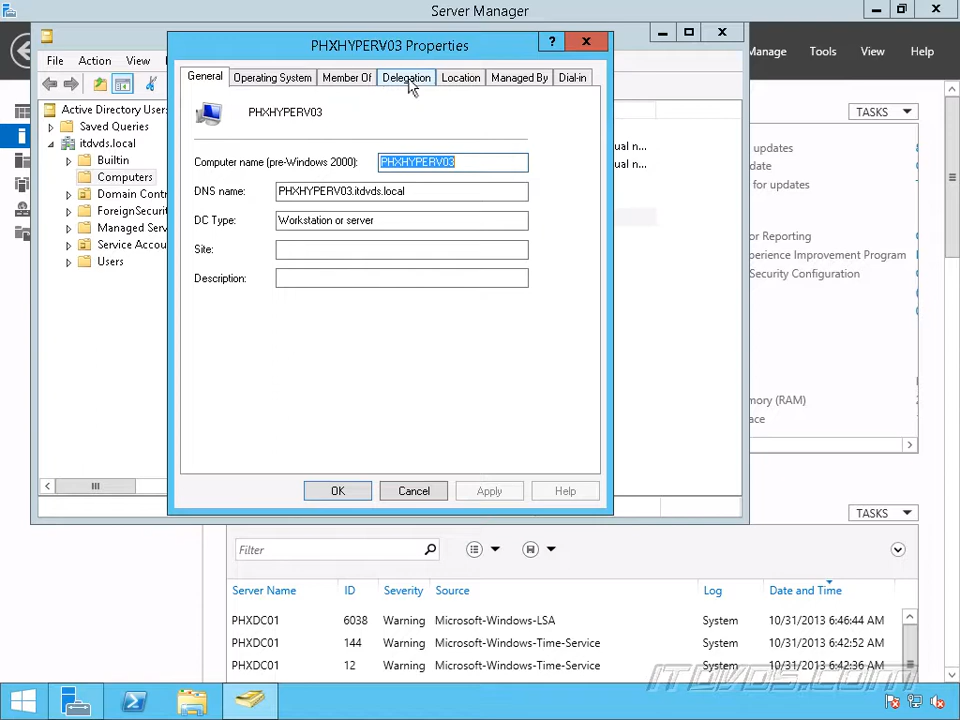 Server Manager
Manage
Tools
View
Help
File
Action
View
PHXHYPERV03 Properties
General
Operating System
Member Of
Delegation
Location
Managed By
Dial-in
Active Directory User:
Saved Queries
itdvds.local
Builtin
Computers
Domain Contr
ForeignSecurit
Managed Serv
Service Accou
Users
PHXHYPERV03
Computer name (pre-Windows 2000):
PHXHYPERV03
DNS name:
PHXHYPERV03.itdvds.local
DC Type:
Workstation or server
Site:
Description:
OK
Cancel
Apply
Help
ual n...
ual n...
TASKS
updates
date
for updates
or Reporting
perience Improvement Program
Security Configuration
mory (RAM)
ace
TASKS
Filter
Server Name
ID
Severity
Source
Log
Date and Time
PHXDC01
6038
Warning
Microsoft-Windows-LSA
System
10/31/2013 6:46:44 AM
PHXDC01
144
Warning
Microsoft-Windows-Time-Service
System
10/31/2013 6:42:52 AM
PHXDC01
12
Warning
Microsoft-Windows-Time-Service
System
10/31/2013 6:42:36 AM
ITDVDS.COM